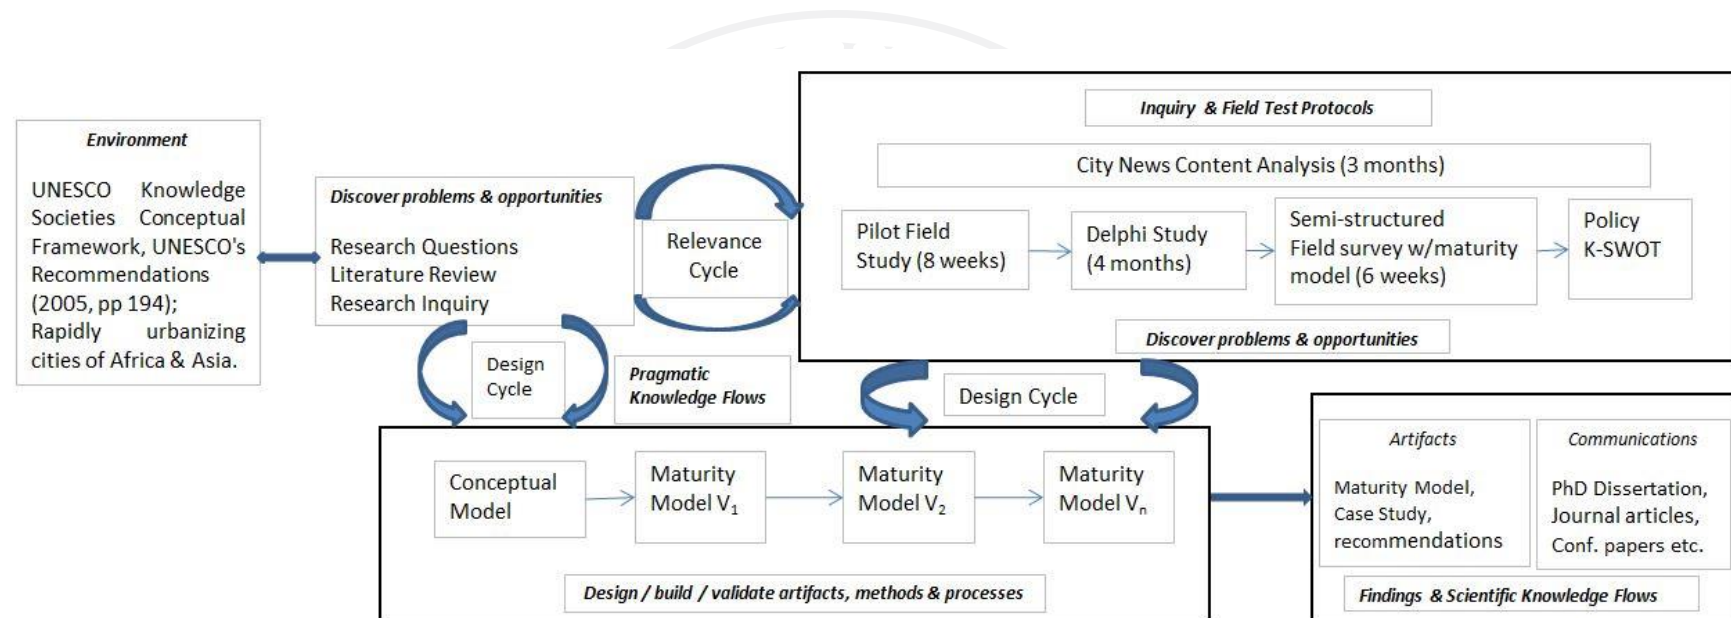 Environment
UNESCO Knowledge
Societies Conceptual
Framework, UNESCO's
Recommendations
(2005, pp 194);
Rapidly urbanizing
cities of Africa & Asia.
Discover problems & opportunities
Research Questions
Literature Review
Research Inquiry
Relevance
Cycle
Inquiry & Field Test Protocols
City News Content Analysis (3 months)
Pilot Field
Study (8 weeks)
Delphi Study
(4 months)
Semi-structured
Field survey w/maturity
model (6 weeks)
Policy
K-SWOT
Discover problems & opportunities
Design
Cycle
Pragmatic
Knowledge Flows
Design Cycle
Conceptual
Model
Maturity
Model V₁
Maturity
Model V₂
Maturity
Model Vₙ
Design / build / validate artifacts, methods & processes
Artifacts
Maturity Model,
Case Study,
recommendations
Communications
PhD Dissertation,
Journal articles,
Conf. papers etc.
Findings & Scientific Knowledge Flows